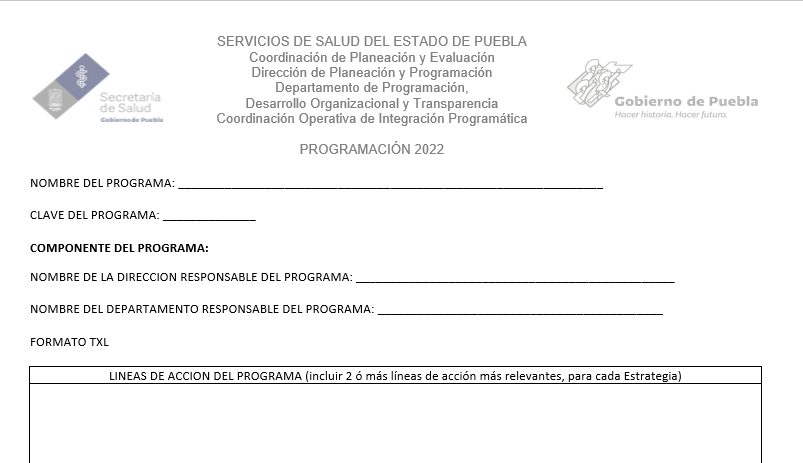 SERVICIOS DE SALUD DEL ESTADO DE PUEBLA
Coordinación de Planeación y Evaluación
Dirección de Planeación y Programación
Departamento de Programación,
Desarrollo Organizacional y Transparencia
Coordinación Operativa de Integración Programática
Secretaría
de Salud
Gobierno de Puebla
Gobierno de Puebla
Hacer historia. Hacer futuro.
PROGRAMACIÓN 2022
NOMBRE DEL PROGRAMA: ________________
CLAVE DEL PROGRAMA: ________________
COMPONENTE DEL PROGRAMA:
NOMBRE DE LA DIRECCION RESPONSABLE DEL PROGRAMA: ________________
NOMBRE DEL DEPARTAMENTO RESPONSABLE DEL PROGRAMA: ________________
FORMATO TXL
LINEAS DE ACCION DEL PROGRAMA (incluir 2 ó más líneas de acción más relevantes, para cada Estrategia)